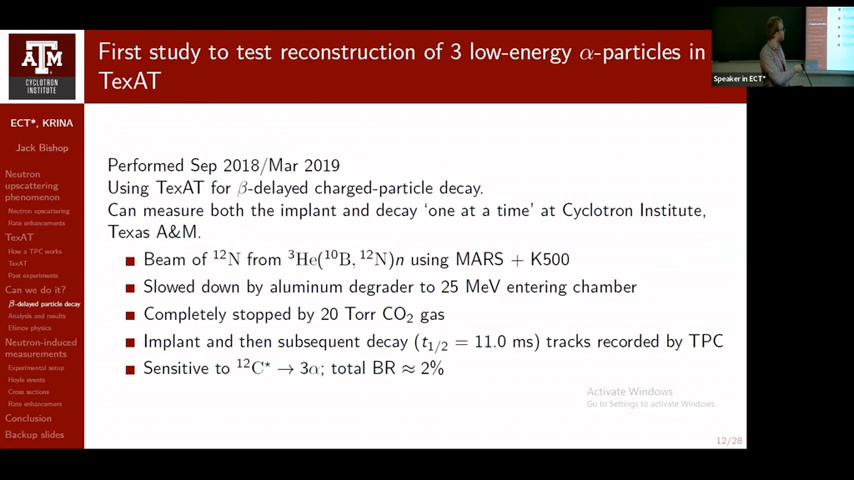 First study to test reconstruction of 3 low-energy α-particles in
TexAT
Speaker in ECT*
ATM
CYCLOTRON
INSTITUTE
ECT*, KRINA
Jack Bishop
Neutron
upscattering
phenomenon
Neutron upscattering
Rate enhancements
TexAT
How a TPC works
TexAT
Past experiments
Can we do it?
β-delayed particle decay
Analysis and results
Efimov physics
Neutron-induced
measurements
Experimental setup
Hoyle events
Cross sections
Rate enhancement
Conclusion
Backup slides
Performed Sep 2018/Mar 2019
Using TexAT for β-delayed charged-particle decay.
Can measure both the implant and decay ‘one at a time’ at Cyclotron Institute,
Texas A&M.
Beam of ¹²N from ³He(¹⁰B, ¹²N)n using MARS + K500
Slowed down by aluminum degrader to 25 MeV entering chamber
Completely stopped by 20 Torr CO₂ gas
Implant and then subsequent decay (t₁/₂ = 11.0 ms) tracks recorded by TPC
Sensitive to ¹²C* → 3α; total BR ≈ 2%
Activate Windows
Go to Settings to activate Windows.
12/28